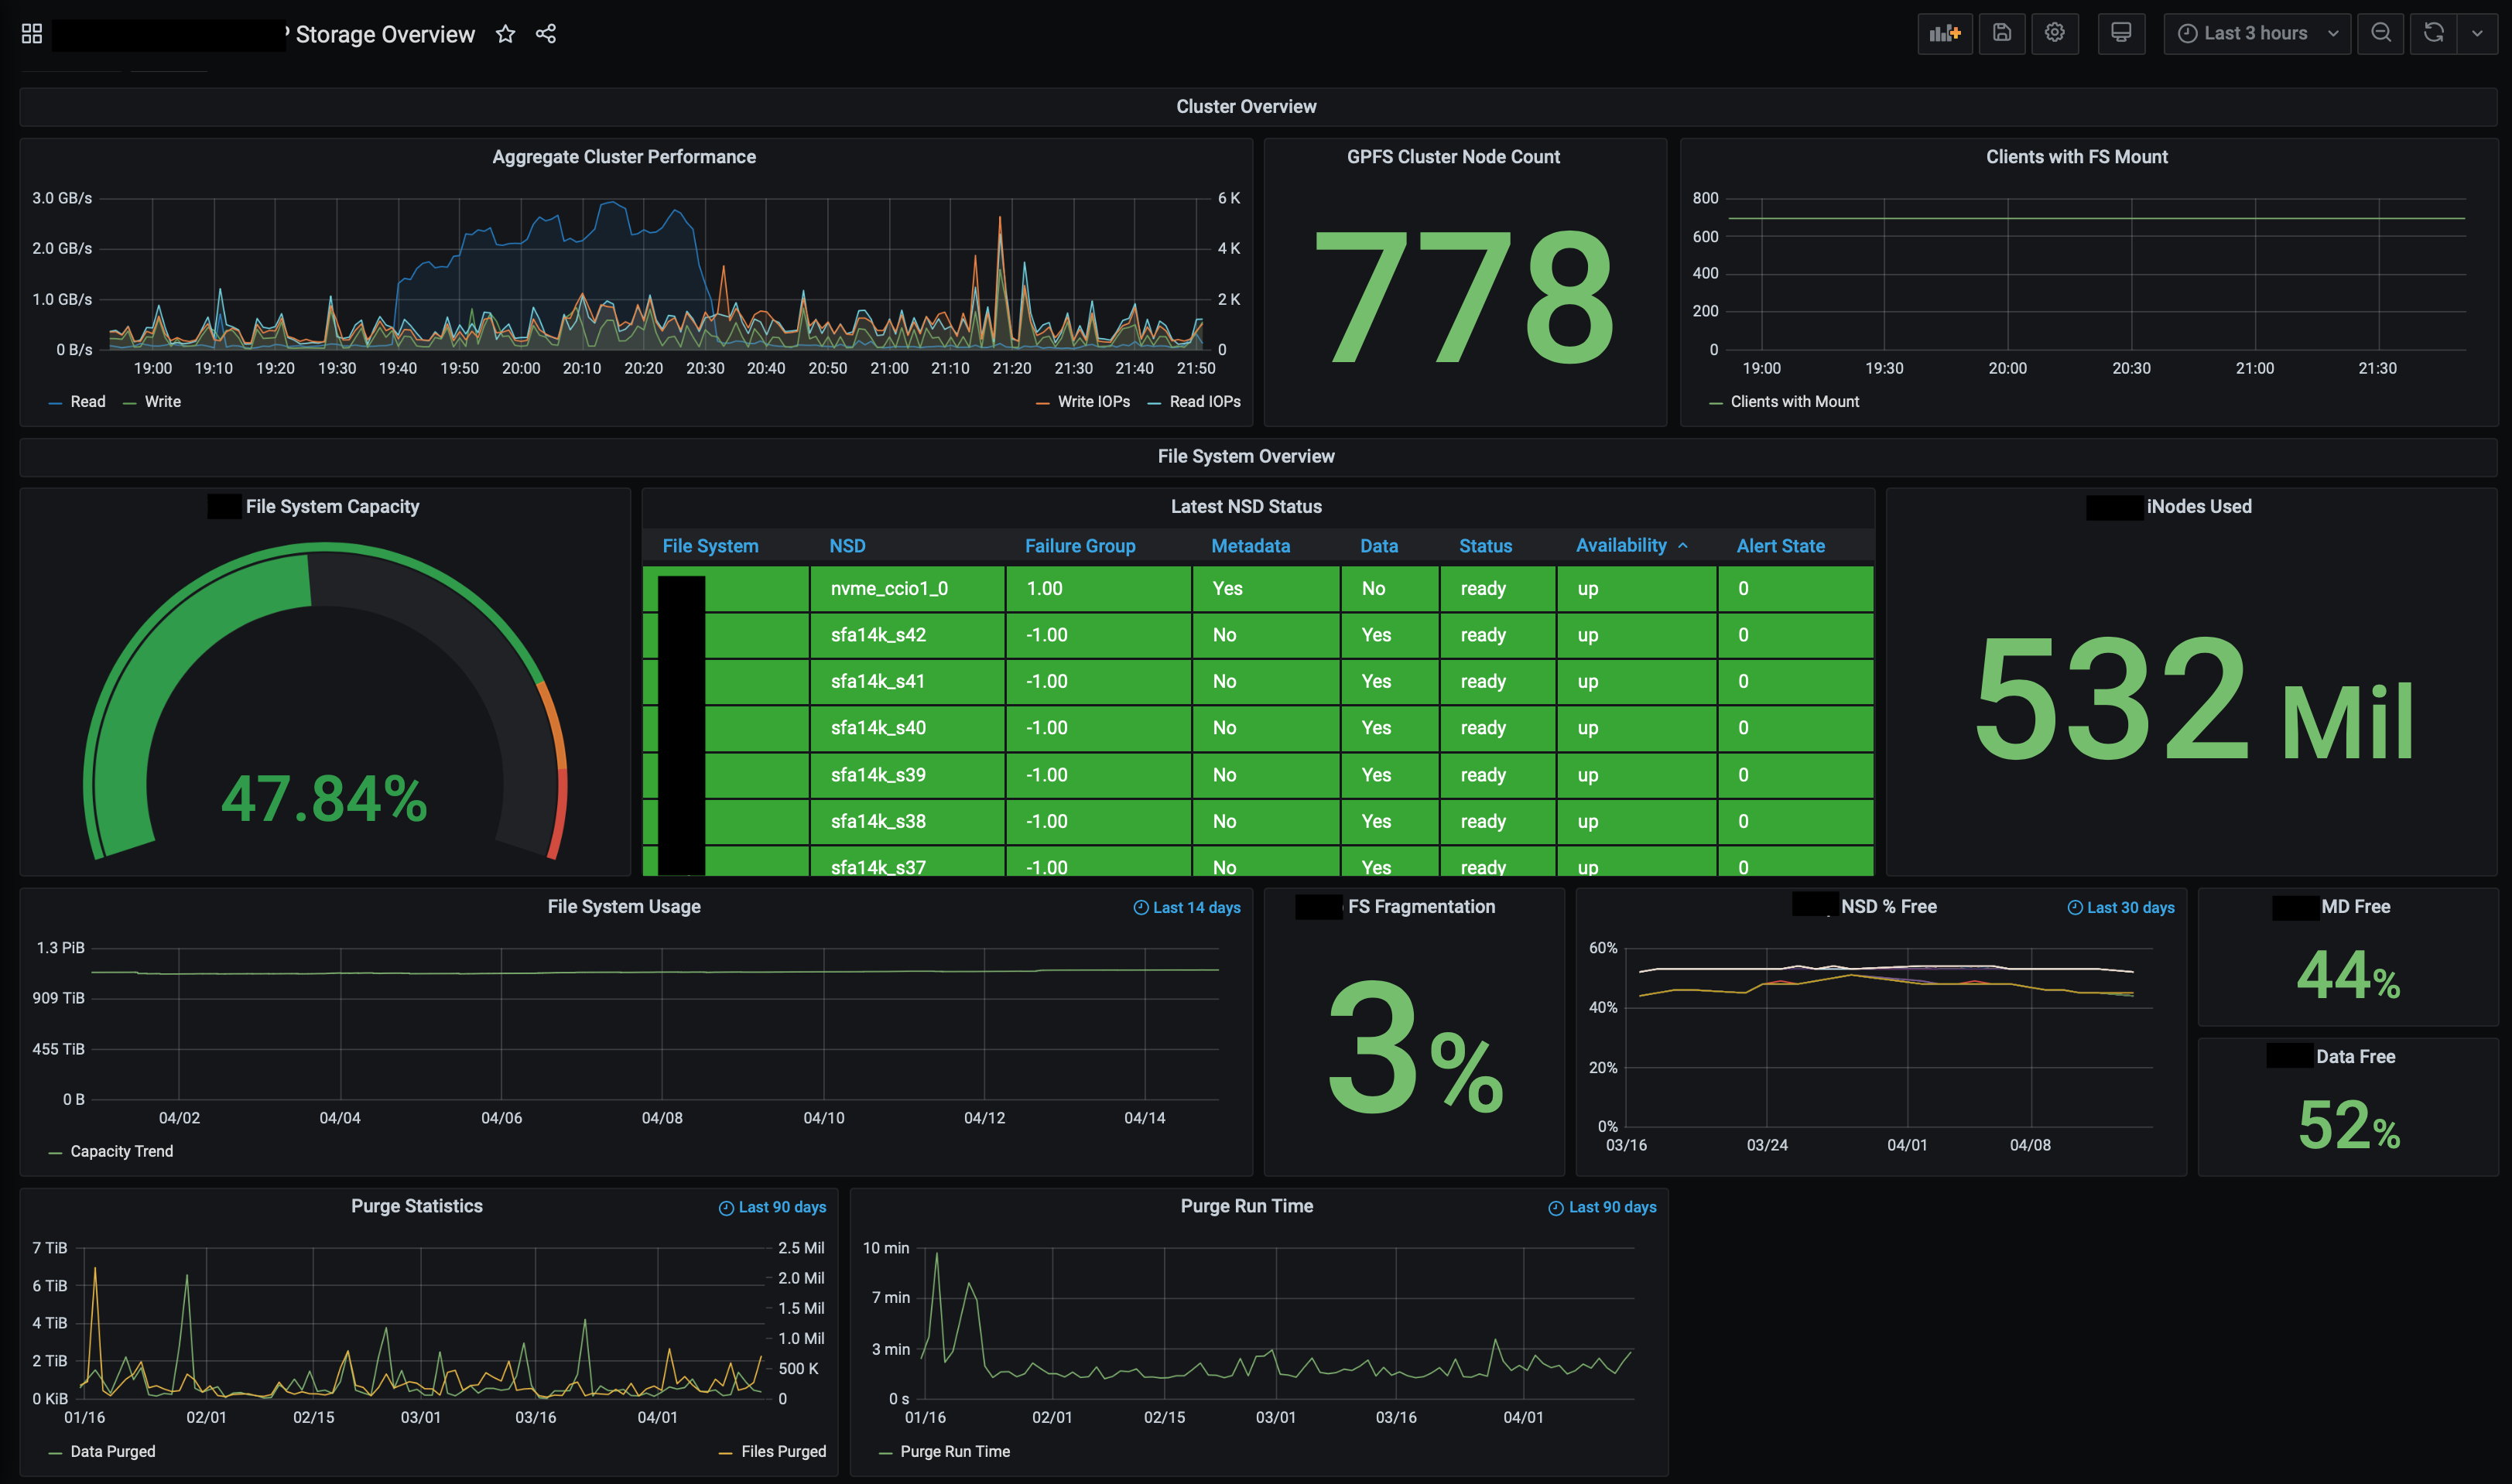 Storage Overview
Last 3 hours
Cluster Overview
Aggregate Cluster Performance
3.0 GB/s
2.0 GB/s
1.0 GB/s
0 B/s
6 K
4 K
2 K
0
19:00 19:10 19:20 19:30 19:40 19:50 20:00 20:10 20:20 20:30 20:40 20:50 21:00 21:10 21:20 21:30 21:40 21:50
Read Write Write IOPs Read IOPs
GPFS Cluster Node Count
778
Clients with FS Mount
800
600
400
200
0
19:00 19:30 20:00 20:30 21:00 21:30
Clients with Mount
File System Overview
File System Capacity
47.84%
Latest NSD Status
File System NSD Failure Group Metadata Data Status Availability Alert State
nvme_ccio1_0 1.00 Yes No ready up 0
sfa14k_s42 -1.00 No Yes ready up 0
sfa14k_s41 -1.00 No Yes ready up 0
sfa14k_s40 -1.00 No Yes ready up 0
sfa14k_s39 -1.00 No Yes ready up 0
sfa14k_s38 -1.00 No Yes ready up 0
sfa14k_s37 -1.00 No Yes ready up 0
iNodes Used
532 Mil
File System Usage
Last 14 days
1.3 PiB
909 TiB
455 TiB
0 B
04/02 04/04 04/06 04/08 04/10 04/12 04/14
Capacity Trend
FS Fragmentation
3%
NSD % Free
Last 30 days
60%
40%
20%
0%
03/16 03/24 04/01 04/08
MD Free
44%
Data Free
52%
Purge Statistics
Last 90 days
7 TiB
6 TiB
4 TiB
2 TiB
0 KiB
2.5 Mil
2.0 Mil
1.5 Mil
1.0 Mil
500 K
0
01/16 02/01 02/15 03/01 03/16 04/01
Data Purged Files Purged
Purge Run Time
Last 90 days
10 min
7 min
3 min
0 s
01/16 02/01 02/15 03/01 03/16 04/01
Purge Run Time